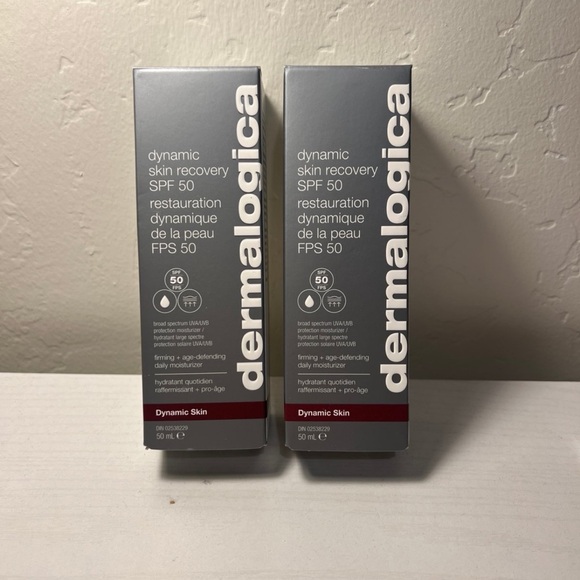 dynamic
skin recovery
SPF 50
restauration
dynamique
de la peau
FPS 50
SPF
50
FPS
broad spectrum UVA/UVB
protection moisturizer /
hydratant large spectre
protection solaire UVA/UVB
firming + age-defending
daily moisturizer
hydratant quotidien
raffermissant + pro-âge
dermalogica
Dynamic Skin
DIN 02538229
50 mL ℮
dynamic
skin recovery
SPF 50
restauration
dynamique
de la peau
FPS 50
SPF
50
FPS
broad spectrum UVA/UVB
protection moisturizer /
hydratant large spectre
protection solaire UVA/UVB
firming + age-defending
daily moisturizer
hydratant quotidien
raffermissant + pro-âge
dermalogica
Dynamic Skin
DIN 02538229
50 mL ℮